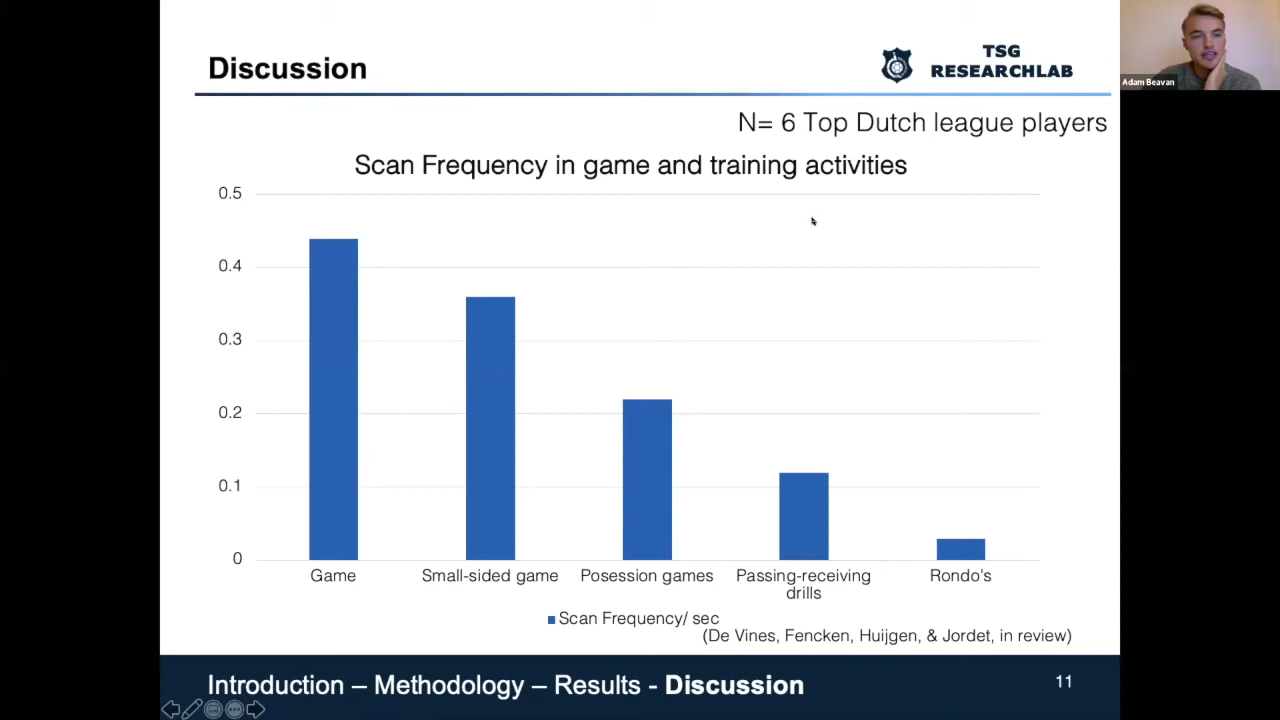 Discussion
TSG
RESEARCHLAB
Adam Beavan
N= 6 Top Dutch league players
Scan Frequency in game and training activities
0.5
0.4
0.3
0.2
0.1
0
Game
Small-sided game
Posession games
Passing-receiving
drills
Rondo's
Scan Frequency/ sec
(De Vines, Fencken, Huijgen, & Jordet, in review)
Introduction – Methodology – Results - Discussion
11